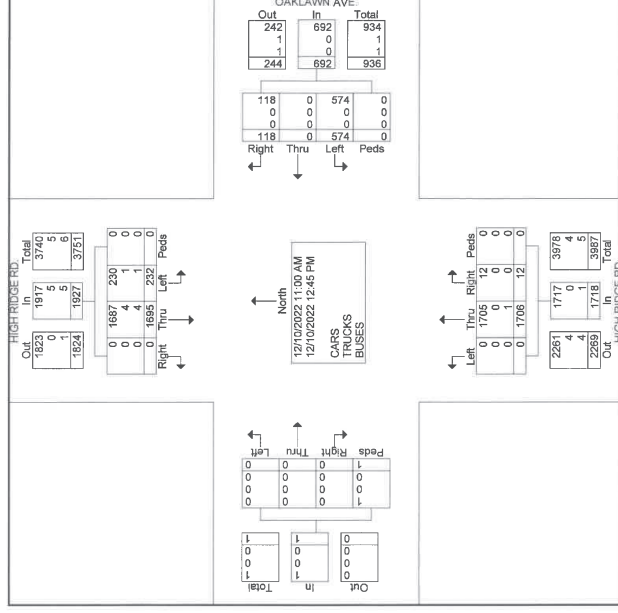 OAKLAWN AVE
Out In Total
242 692 934
1 0 1
1 0 1
244 692 936
118 0 574 0
0 0 0 0
0 0 0 0
118 0 574 0
Right Thru Left Peds
HIGH RIDGE RD.
Out In Total
1823 1917 3740
0 5 5
1 5 6
1824 1927 3751
0 1687 230 0
0 4 1 0
0 4 1 0
0 1695 232 0
Right Thru Left Peds
North
12/10/2022 11:00 AM
12/10/2022 12:45 PM
CARS
TRUCKS
BUSES
Left Thru Right Peds
0 1705 12 0
0 0 0 0
0 1 0 0
0 1706 12 0
Out In Total
2261 1717 3978
4 0 4
4 1 5
2269 1718 3987
HIGH RIDGE RD.
Left Thru Right Peds
0 0 0 1
0 0 0 0
0 0 0 0
0 0 0 1
1 1 0
0 0 0
0 0 0
1 1 0
Total In Out